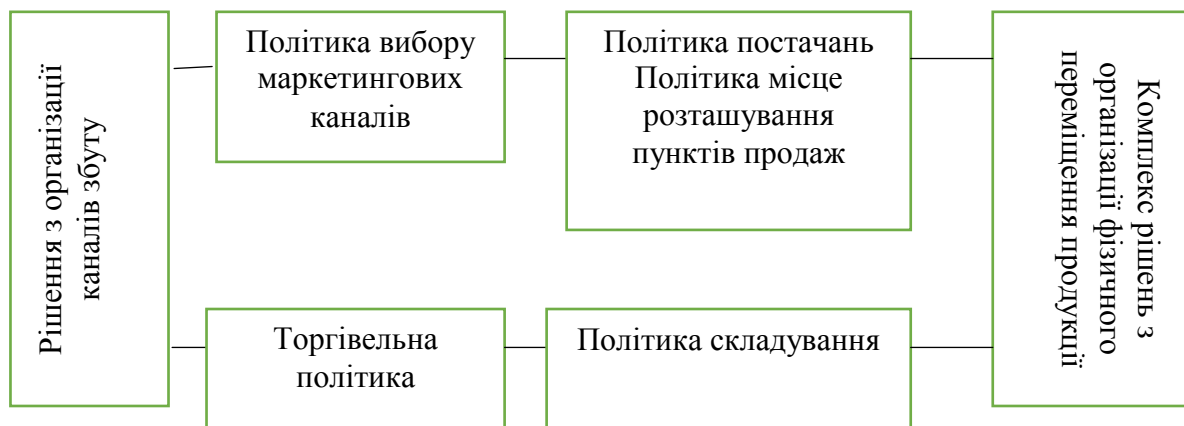 Рішення з організації
каналів збуту
Політика вибору
маркетингових
каналів
Політика постачань
Політика місце
розташування
пунктів продаж
Торгівельна
політика
Політика складування
Комплекс рішень з
організації фізичного
переміщення продукції